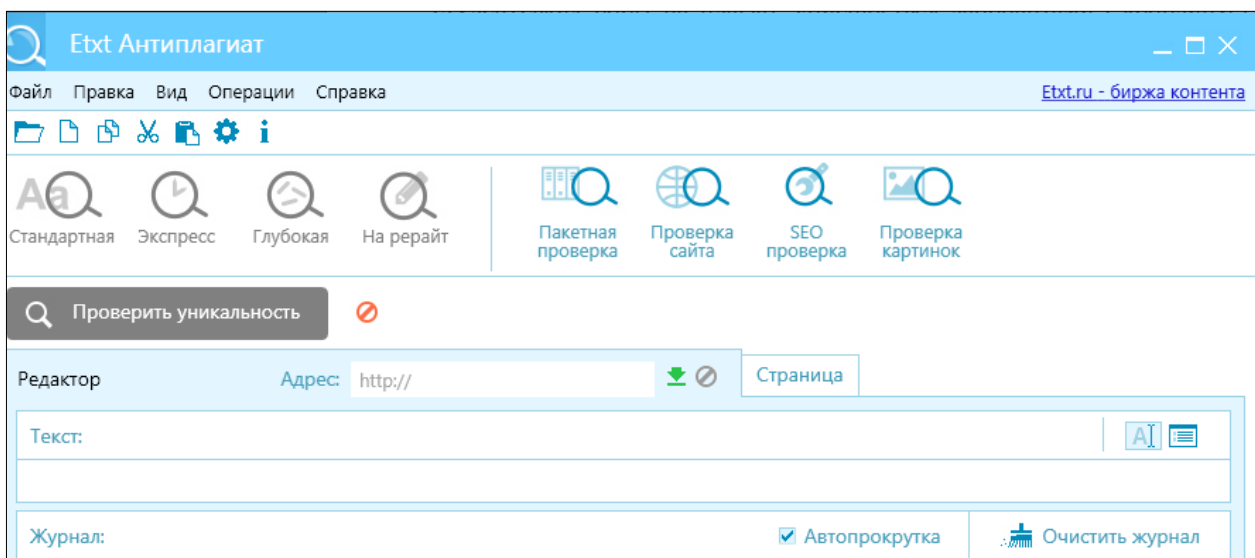 Etxt Антиплагиат
Файл Правка Вид Операции Справка Etxt.ru - биржа контента
Aa
Стандартная Экспресс Глубокая На рерайт Пакетная проверка Проверка сайта SEO проверка Проверка картинок
Проверить уникальность
Редактор Адрес: http:// Страница
Текст: A
Журнал: Автопрокрутка Очистить журнал